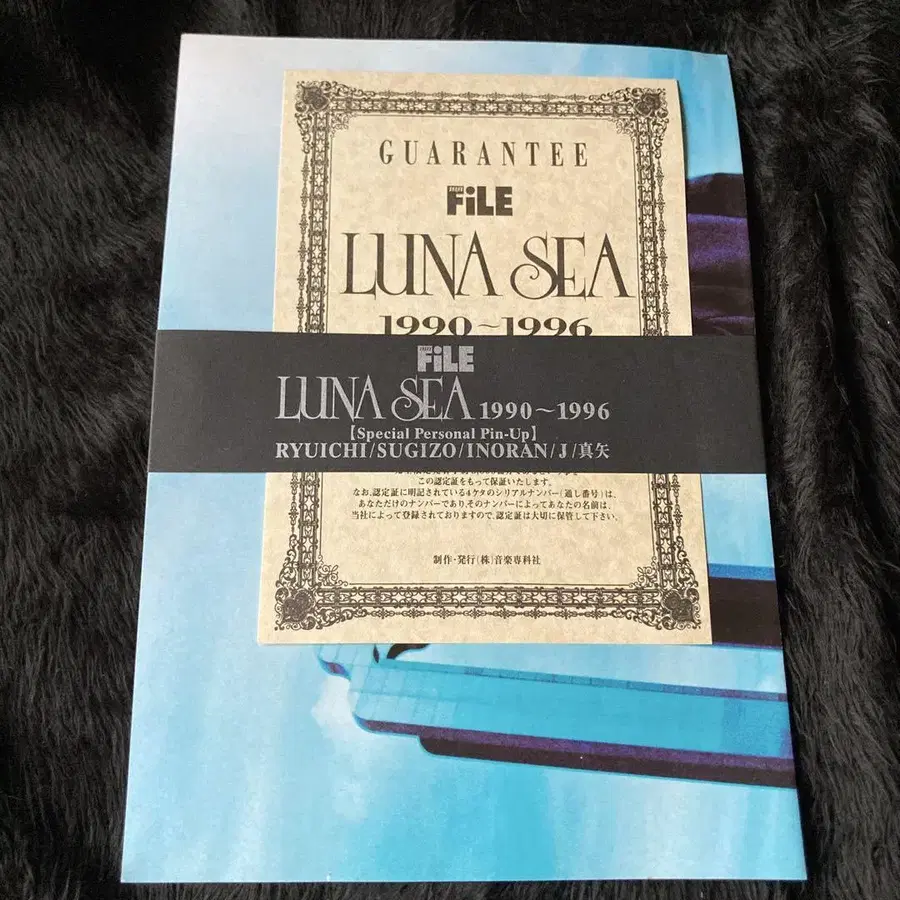 GUARANTEE
FiLE
LUNA SEA
1990~1996
FiLE
LUNA SEA 1990~1996
【Special Personal Pin-Up】
RYUICHI/SUGIZO/INORAN/J/真矢
この認定証をもって保証いたします。
なお、認定証に明記されている4ケタのシリアルナンバー(通し番号)は、
あなただけのナンバーであり、そのナンバーによってあなたの名前は、
当社によって登録されておりますので、認定証は大切に保管して下さい。
制作・発行(株)音楽専科社